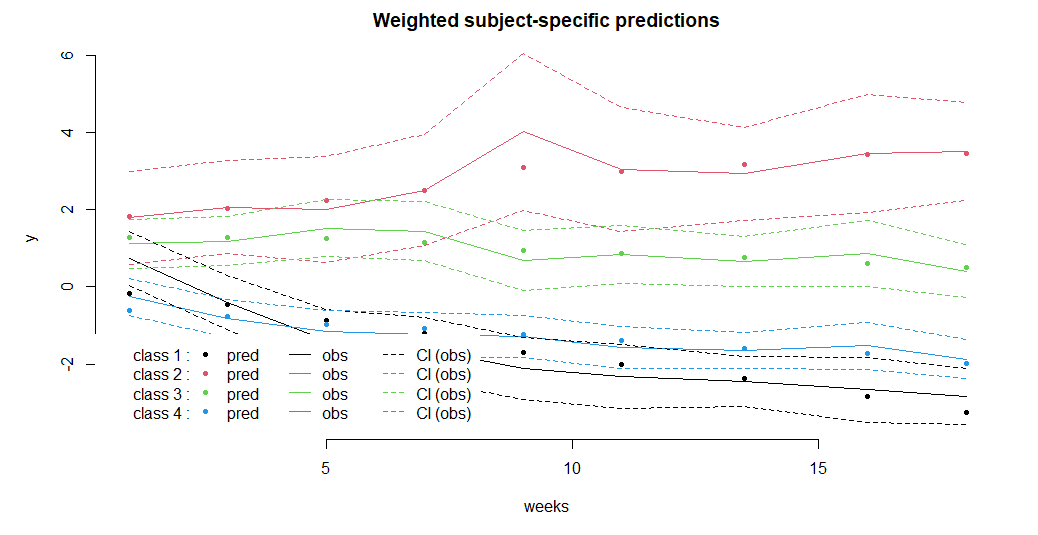 Weighted subject-specific predictions
y
6
4
2
0
-2
class 1 : pred obs CI (obs)
class 2 : pred obs CI (obs)
class 3 : pred obs CI (obs)
class 4 : pred obs CI (obs)
5 10 15
weeks